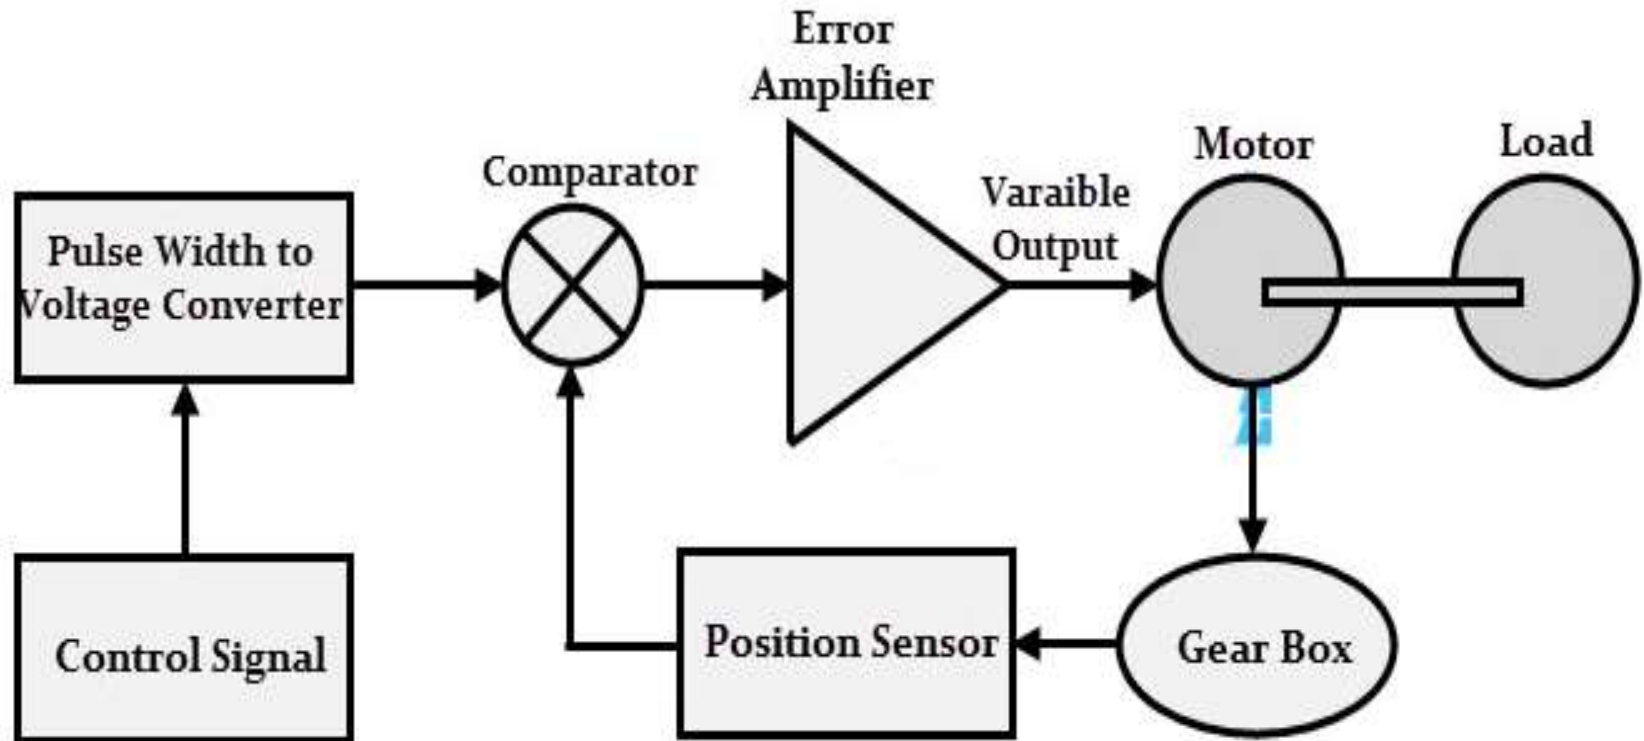 Error
Amplifier
Motor
Load
Comparator
Varaible
Output
Pulse Width to
Voltage Converter
Control Signal
Position Sensor
Gear Box